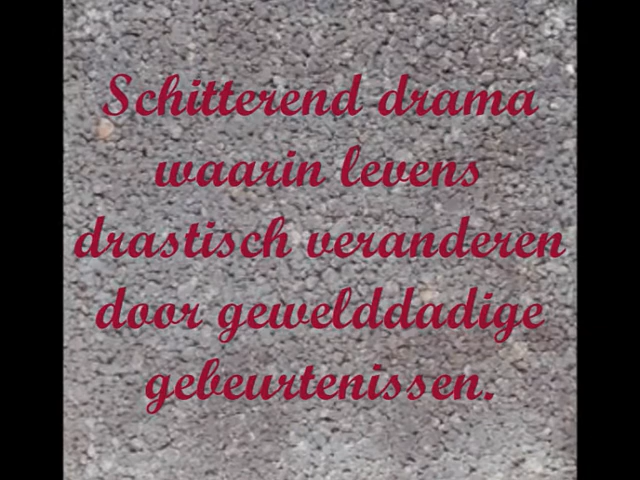 Schitterend drama
waarin levens
drastisch veranderen
door gewelddadige
gebeurtenissen.